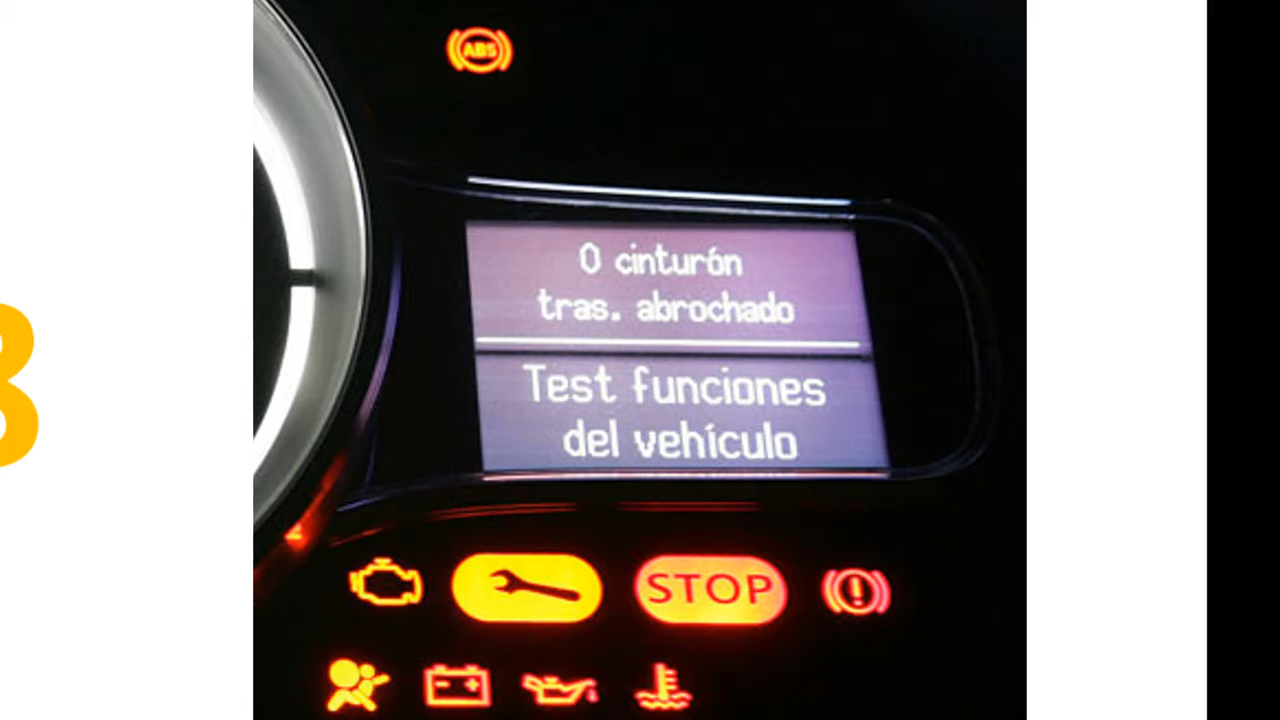 ABS
0 cinturón
tras. abrochado
Test funciones
del vehículo
STOP